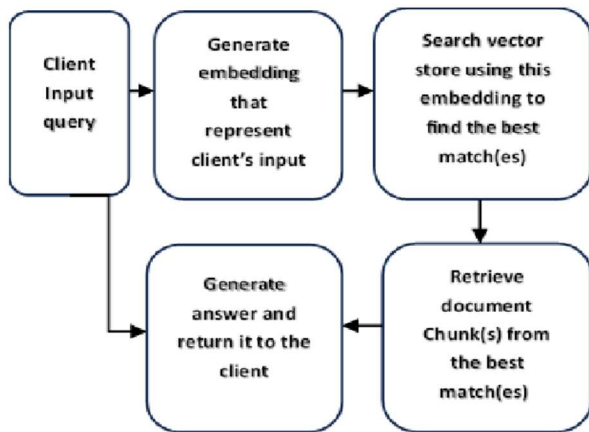 Client
Input
query
Generate
embedding
that
represent
client's input
Search vector
store using this
embedding to
find the best
match(es)
Generate
answer and
return it to the
client
Retrieve
document
Chunk(s) from
the best
match(es)